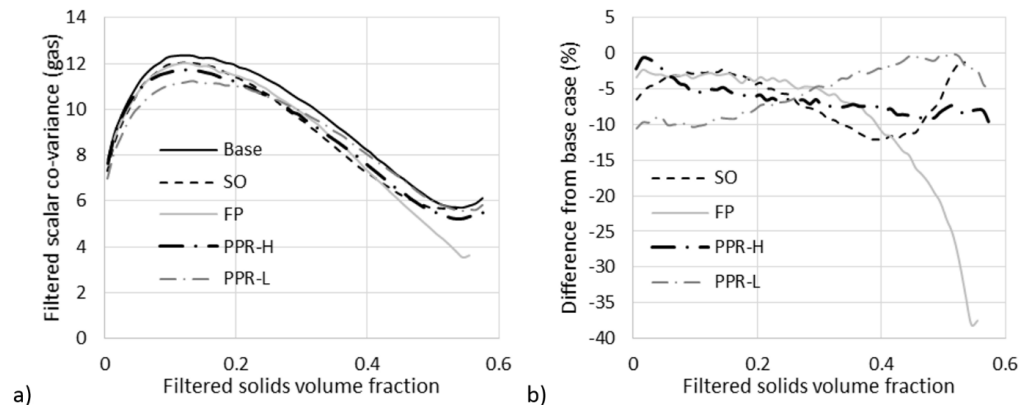 Filtered scalar co-variance (gas)
14
12
10
8
6
4
2
0
Base
SO
FP
PPR-H
PPR-L
0
0.2
0.4
0.6
a)
Filtered solids volume fraction
Difference from base case (%)
5
0
-5
-10
-15
-20
-25
-30
-35
-40
SO
FP
PPR-H
PPR-L
0
0.2
0.4
0.6
b)
Filtered solids volume fraction